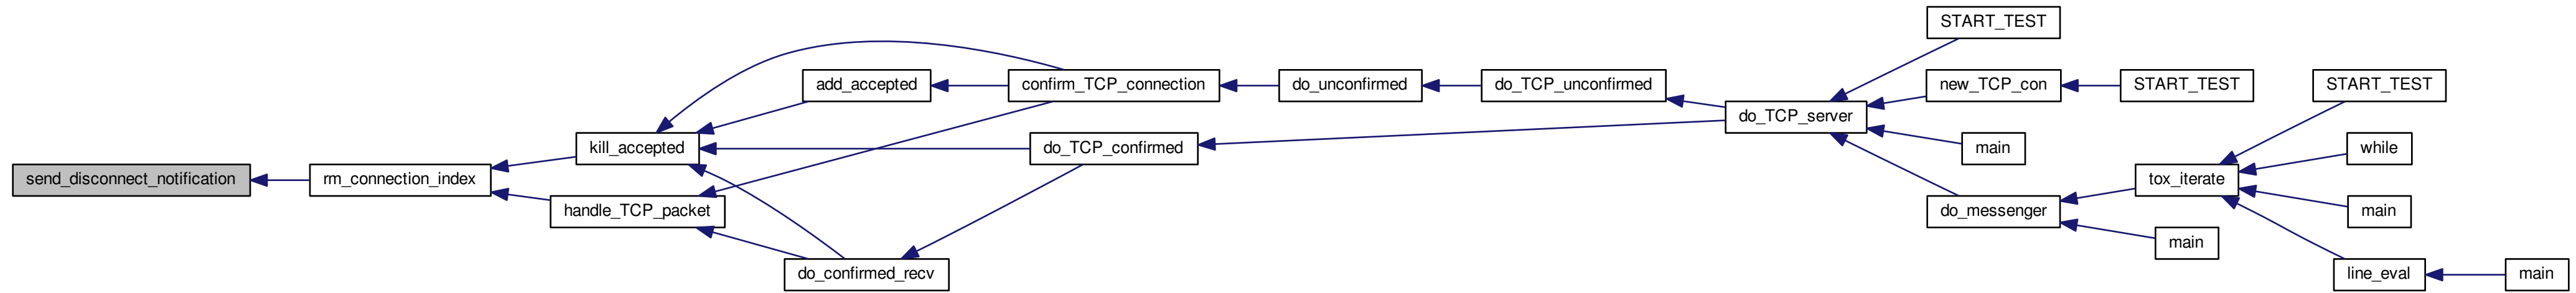 send_disconnect_notification
rm_connection_index
kill_accepted
handle_TCP_packet
add_accepted
do_confirmed_recv
confirm_TCP_connection
do_TCP_confirmed
do_unconfirmed
do_TCP_unconfirmed
do_TCP_server
START_TEST
new_TCP_con
main
do_messenger
START_TEST
tox_iterate
main
START_TEST
while
main
line_eval
main